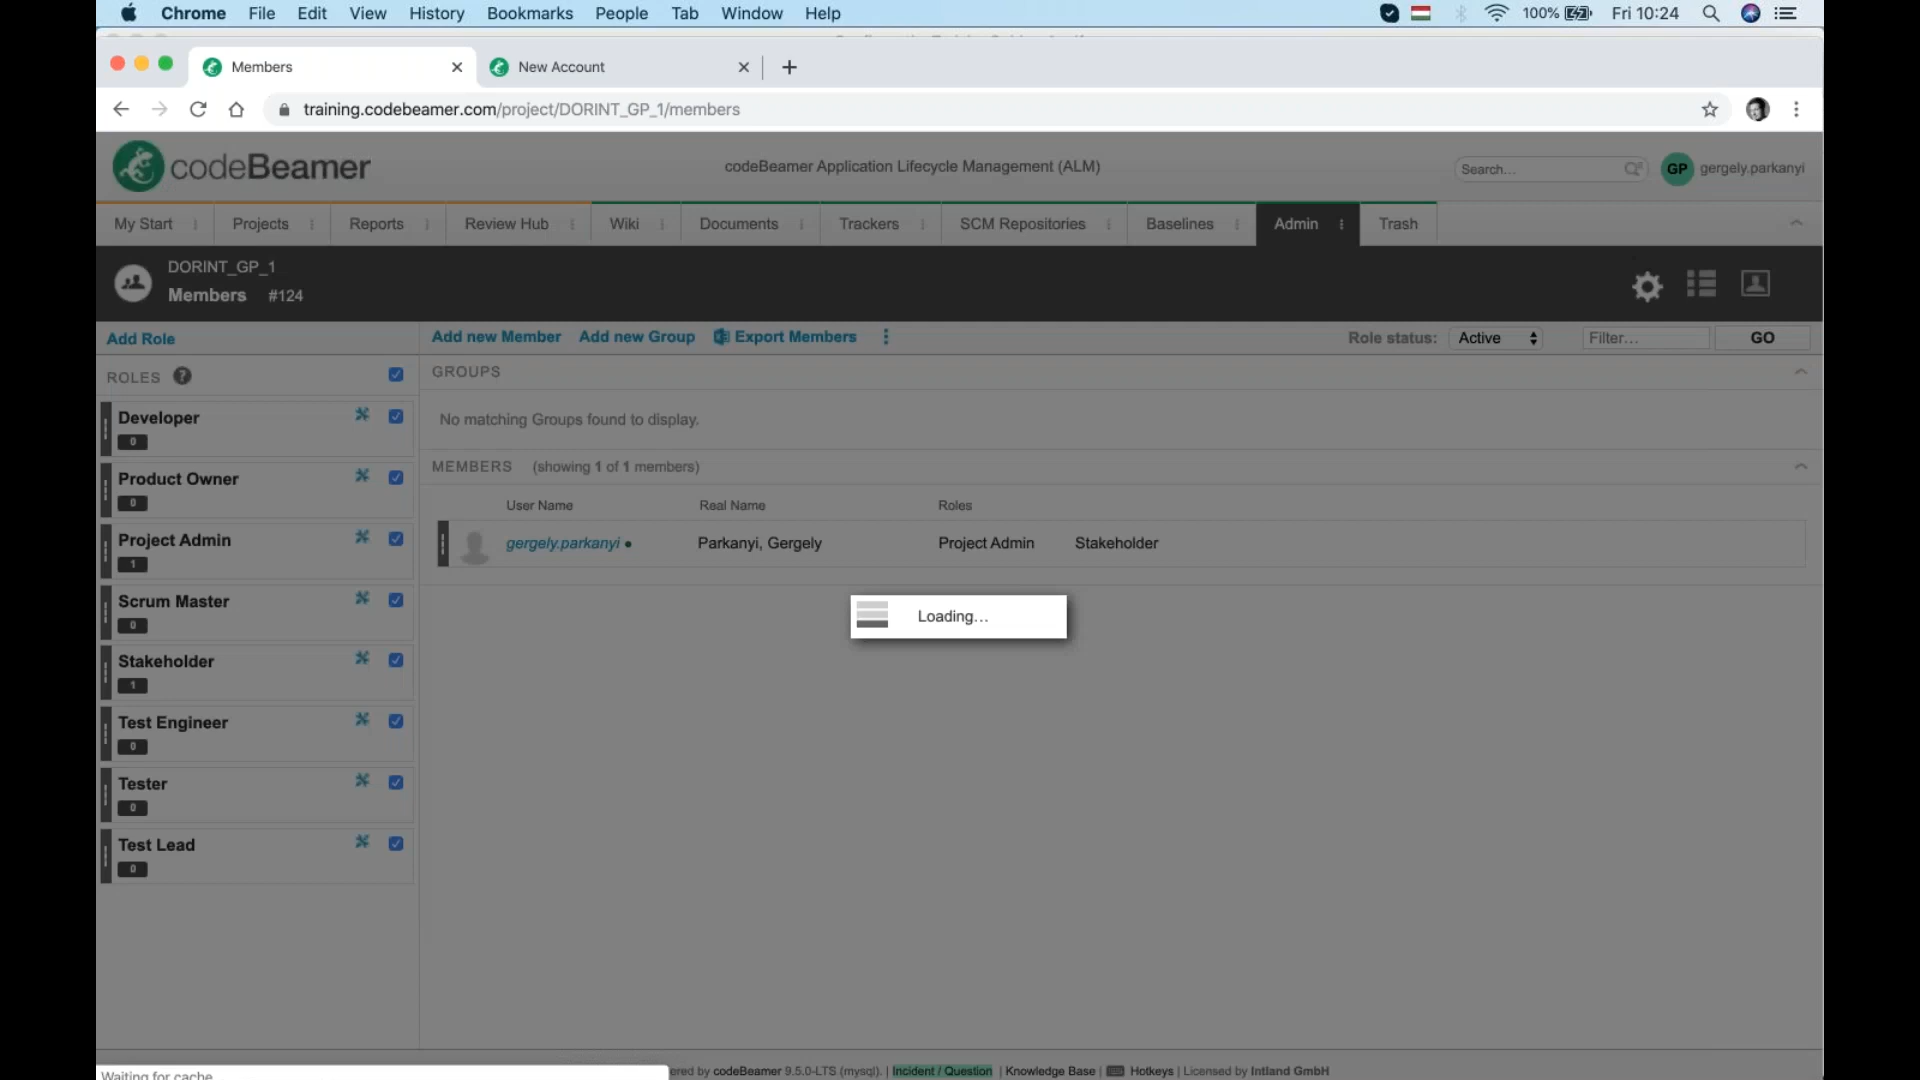 Chrome File Edit View History Bookmarks People Tab Window Help 100% Fri 10:24
Members New Account
training.codebeamer.com/project/DORINT_GP_1/members
codeBeamer codeBeamer Application Lifecycle Management (ALM) Search... GP gergely.parkanyi
My Start Projects Reports Review Hub Wiki Documents Trackers SCM Repositories Baselines Admin Trash
DORINT_GP_1
Members #124
Add Role Add new Member Add new Group Export Members Role status: Active Filter... GO
ROLES ? GROUPS
Developer
0
No matching Groups found to display.
MEMBERS (showing 1 of 1 members)
Product Owner
0
User Name Real Name Roles
Project Admin
1
gergely.parkanyi Parkanyi, Gergely Project Admin Stakeholder
Scrum Master
0
Loading...
Stakeholder
1
Test Engineer
0
Tester
0
Test Lead
0
Waiting for cache
ered by codeBeamer 9.5.0-LTS (mysql). | Incident / Question | Knowledge Base | Hotkeys | Licensed by Intland GmbH